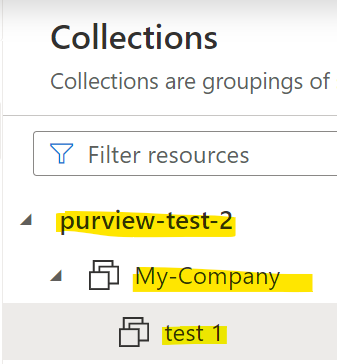 Collections
Collections are groupings of
Filter resources
purview-test-2
My-Company
test 1